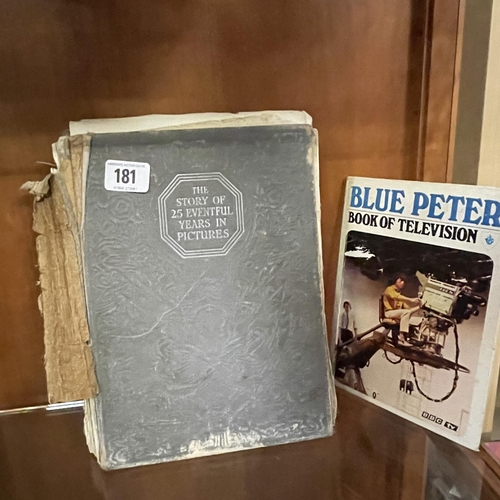 181
THE
STORY OF
25 EVENTFUL
YEARS IN
PICTURES
BLUE PETER
BOOK OF TELEVISION
BBC tv